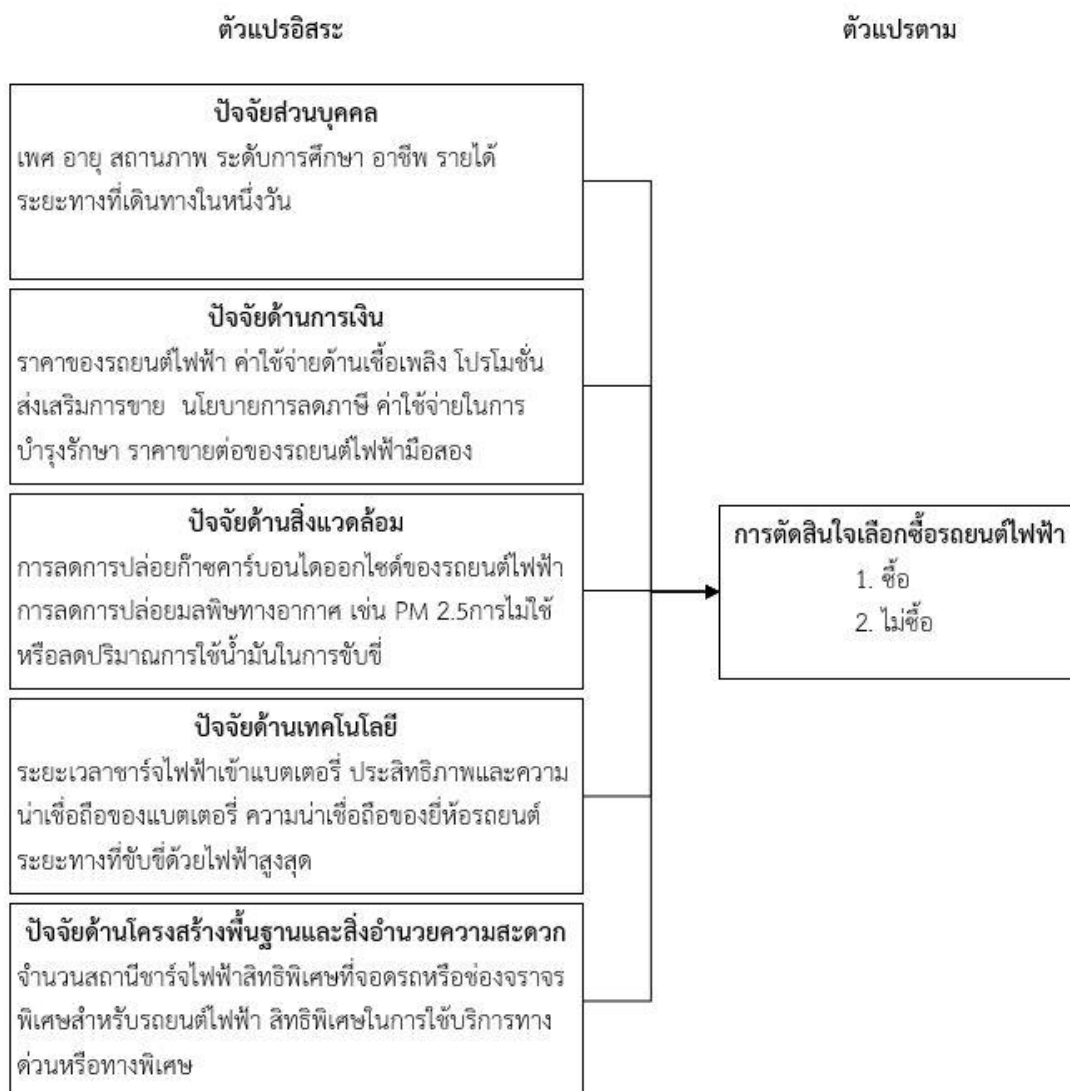 ตัวแปรอิสระ
ตัวแปรตาม
ปัจจัยส่วนบุคคล
เพศ อายุ สถานภาพ ระดับการศึกษา อาชีพ รายได้
ระยะทางที่เดินทางในหนึ่งวัน
ปัจจัยด้านการเงิน
ราคาของรถยนต์ไฟฟ้า ค่าใช้จ่ายด้านเชื้อเพลิง โปรโมชั่น
ส่งเสริมการขาย นโยบายการลดภาษี ค่าใช้จ่ายในการ
บำรุงรักษา ราคาขายต่อของรถยนต์ไฟฟ้ามือสอง
ปัจจัยด้านสิ่งแวดล้อม
การลดการปล่อยก๊าซคาร์บอนไดออกไซด์ของรถยนต์ไฟฟ้า
การลดการปล่อยมลพิษทางอากาศ เช่น PM 2.5การไม่ใช้
หรือลดปริมาณการใช้น้ำมันในการขับขี่
ปัจจัยด้านเทคโนโลยี
ระยะเวลาชาร์จไฟฟ้าเข้าแบตเตอรี่ ประสิทธิภาพและความ
น่าเชื่อถือของแบตเตอรี่ ความน่าเชื่อถือของยี่ห้อรถยนต์
ระยะทางที่ขับขี่ด้วยไฟฟ้าสูงสุด
ปัจจัยด้านโครงสร้างพื้นฐานและสิ่งอำนวยความสะดวก
จำนวนสถานีชาร์จไฟฟ้าสิทธิพิเศษที่จอดรถหรือช่องจราจร
พิเศษสำหรับรถยนต์ไฟฟ้า สิทธิพิเศษในการใช้บริการทาง
ด่วนหรือทางพิเศษ
การตัดสินใจเลือกซื้อรถยนต์ไฟฟ้า
1. ซื้อ
2. ไม่ซื้อ